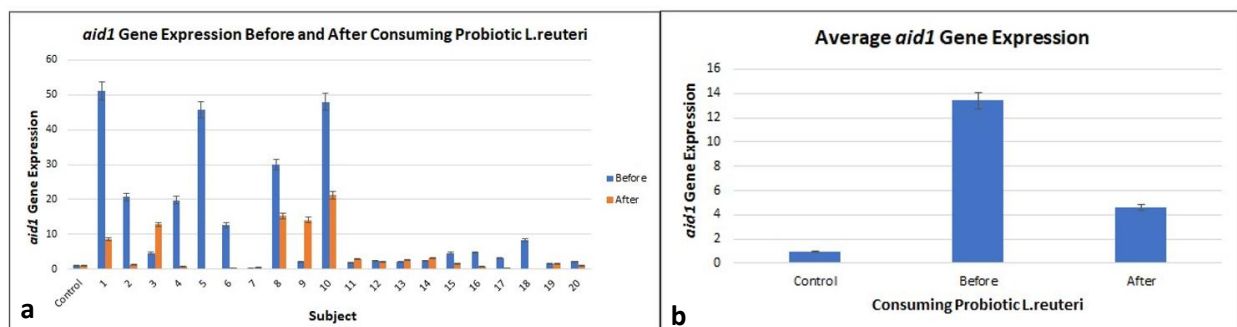 aid1 Gene Expression Before and After Consuming Probiotic L.reuteri
60
50
40
30
20
10
0
aid1 Gene Expression
Control 1 2 3 4 5 6 7 8 9 10 11 12 13 14 15 16 17 18 19 20
Subject
Before
After
a
Average aid1 Gene Expression
16
14
12
10
8
6
4
2
0
aid1 Gene Expression
Control Before After
Consuming Probiotic L.reuteri
b